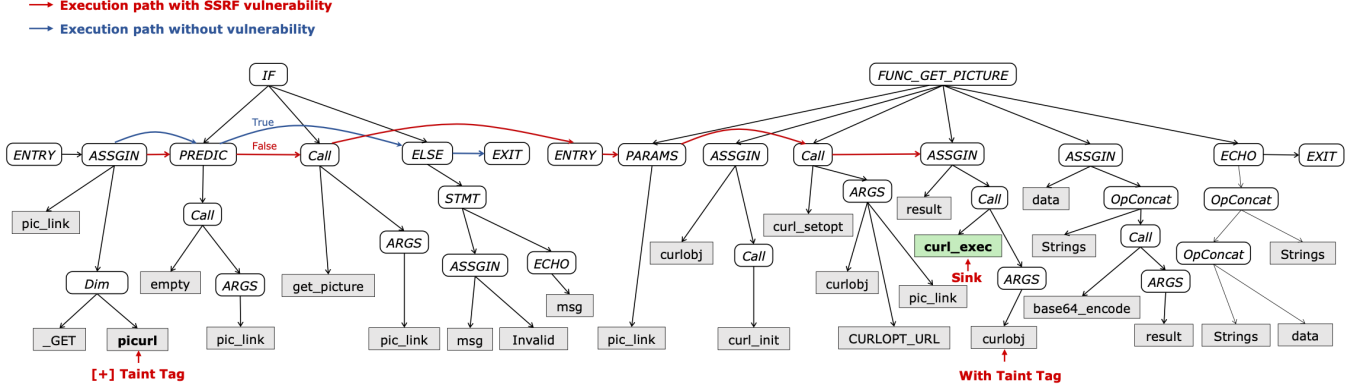 Execution path with SSRF vulnerability
Execution path without vulnerability
IF
FUNC_GET_PICTURE
True
False
ENTRY
ASSGIN
PREDIC
Call
ELSE
EXIT
ENTRY
PARAMS
ASSGIN
Call
ASSGIN
ASSGIN
ECHO
EXIT
pic_link
Call
STMT
ARGS
result
Call
data
OpConcat
OpConcat
Dim
empty
ARGS
get_picture
ARGS
ASSGIN
ECHO
msg
curlobj
Call
curl_setopt
curlobj
pic_link
curl_exec
Sink
ARGS
Strings
Call
base64_encode
ARGS
OpConcat
Strings
_GET
picurl
pic_link
pic_link
msg
Invalid
pic_link
curl_init
CURLOPT_URL
curlobj
result
Strings
data
[+] Taint Tag
With Taint Tag